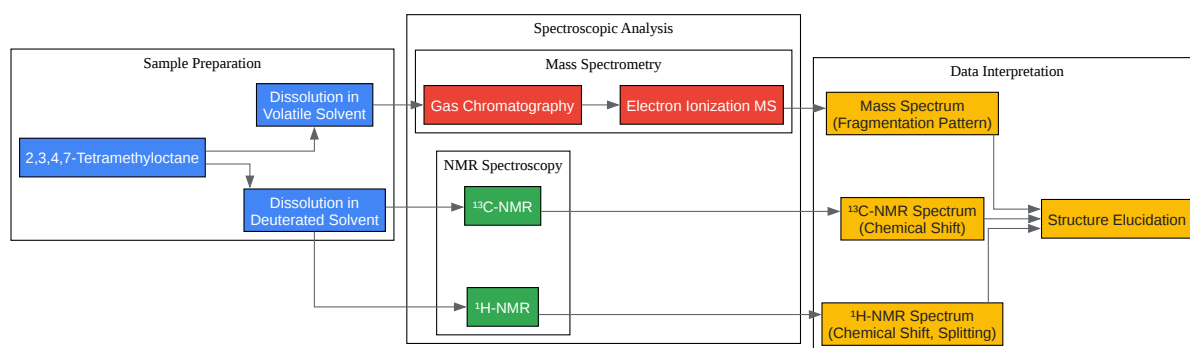 Spectroscopic Analysis
Sample Preparation
Mass Spectrometry
Data Interpretation
Dissolution in
Volatile Solvent
Gas Chromatography
Electron Ionization MS
Mass Spectrum
(Fragmentation Pattern)
2,3,4,7-Tetramethyloctane
NMR Spectroscopy
Dissolution in
Deuterated Solvent
¹³C-NMR
¹³C-NMR Spectrum
(Chemical Shift)
Structure Elucidation
¹H-NMR
¹H-NMR Spectrum
(Chemical Shift, Splitting)